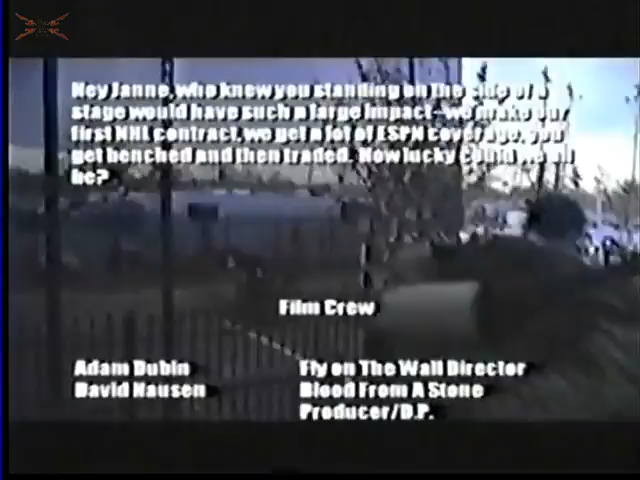 Hey Janne, who knew you standing on the side of a
stage would have such a large impact - we make our
first NHL contract, we get a lot of ESPN coverage, you
get benched and then traded. How lucky could we all
be?
Film Crew
Adam Dubin Fly on The Wall Director
David Nausen Blood From A Stone
Producer/D.P.